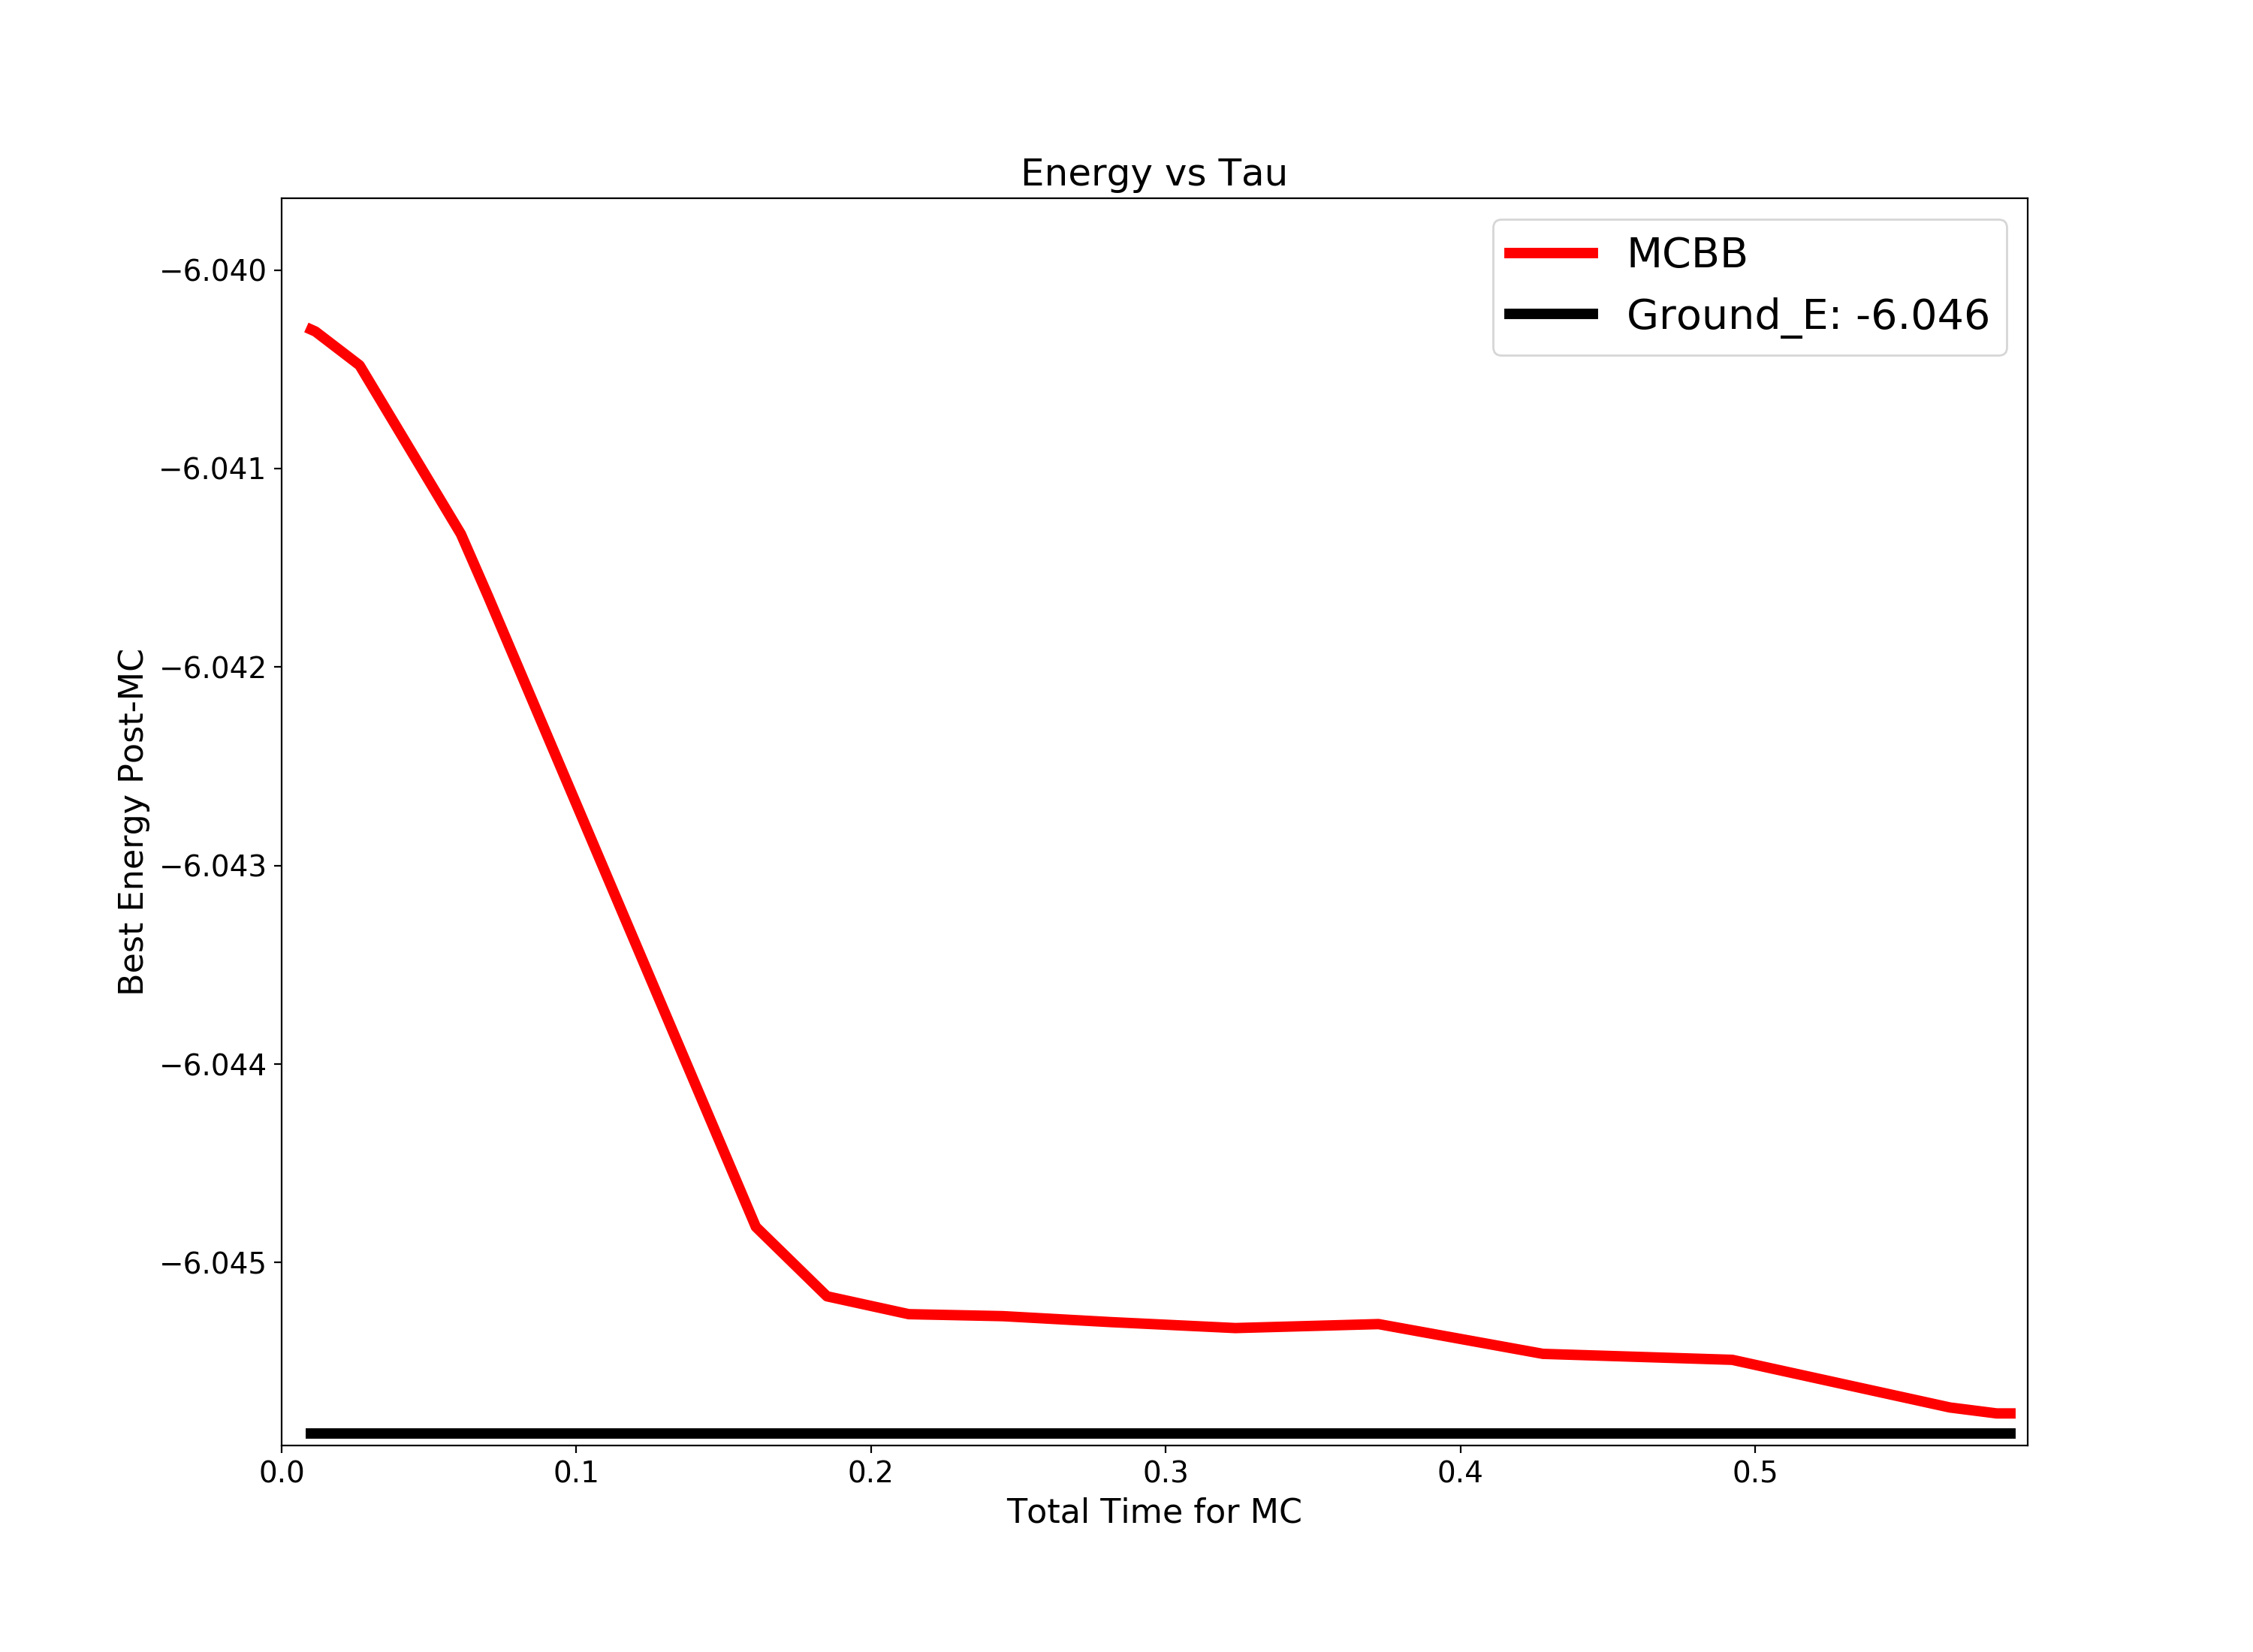 Energy vs Tau
MCBB
Ground_E: -6.046
Best Energy Post-MC
−6.040
−6.041
−6.042
−6.043
−6.044
−6.045
0.0
0.1
0.2
0.3
0.4
0.5
Total Time for MC